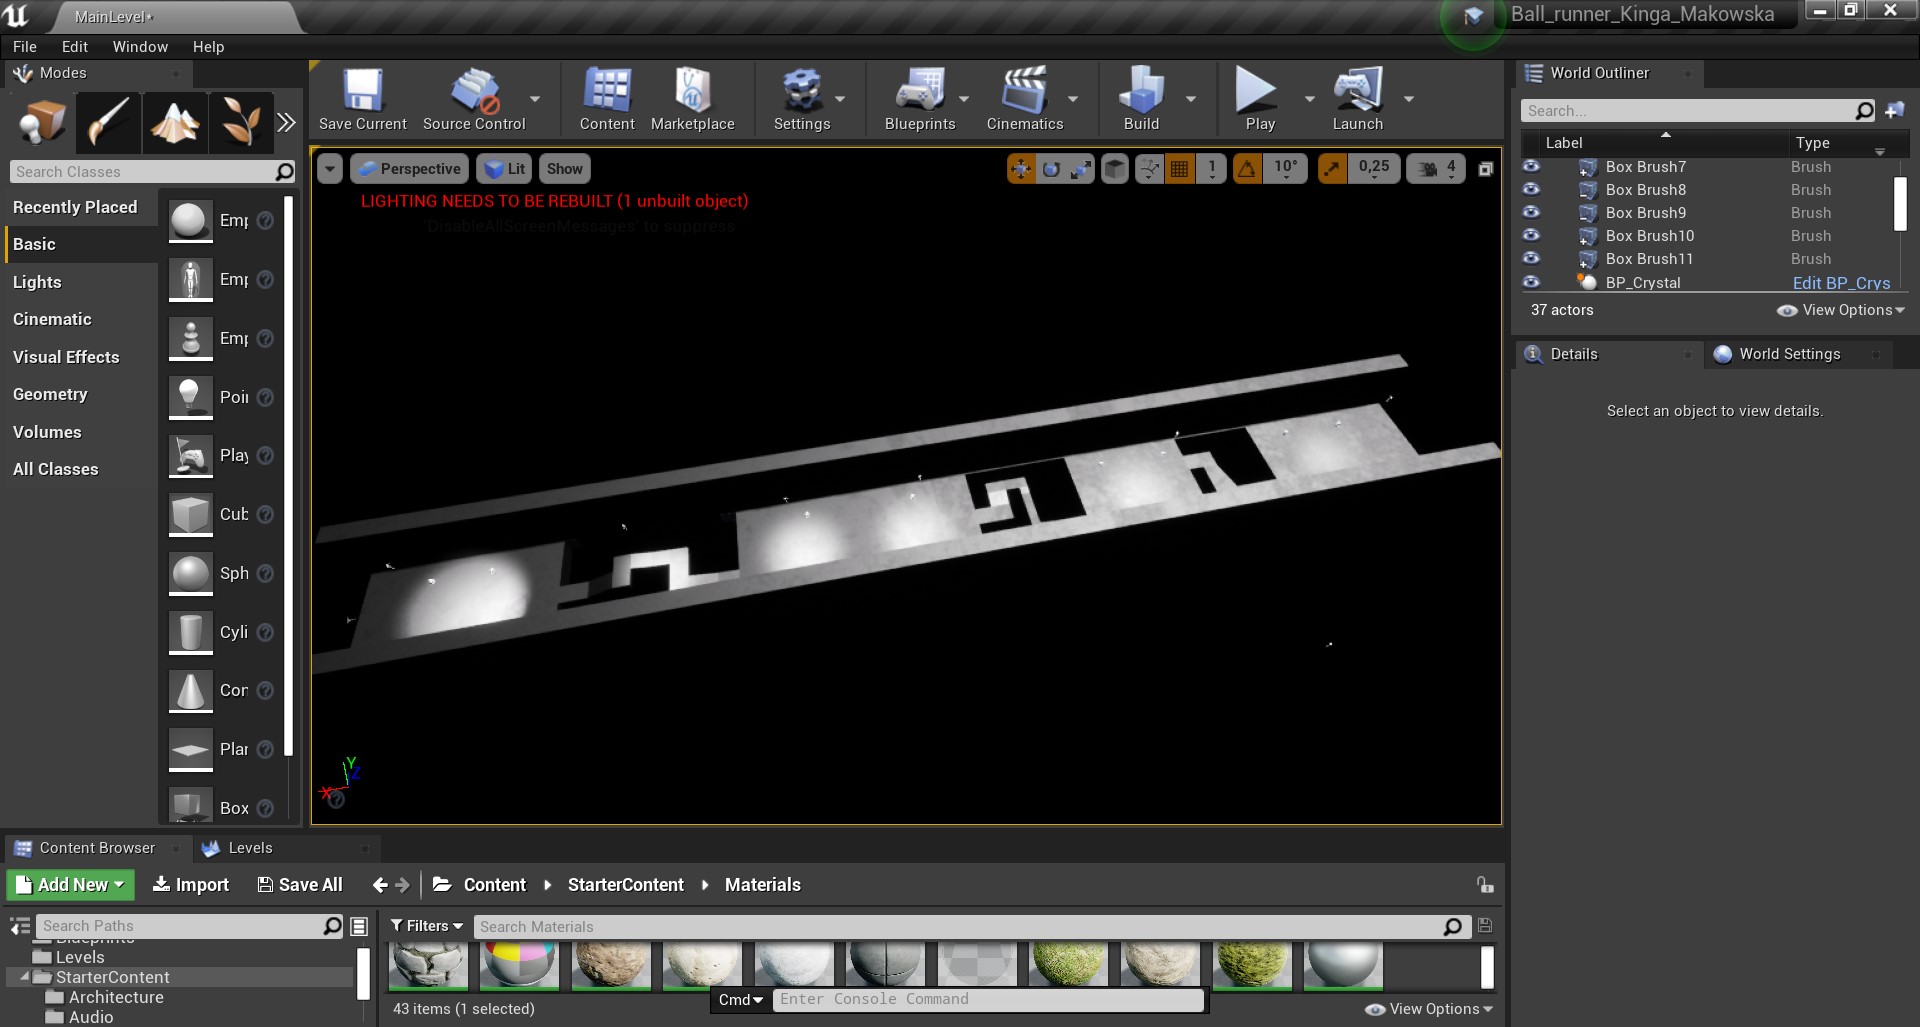 MainLevel*
Ball_runner_Kinga_Makowska
File Edit Window Help
Modes
Search Classes
Recently Placed
Basic
Lights
Cinematic
Visual Effects
Geometry
Volumes
All Classes
Emp
Emp
Emp
Poi
Play
Cub
Sph
Cyli
Con
Plan
Box
Save Current
Source Control
Content
Marketplace
Settings
Blueprints
Cinematics
Build
Play
Launch
Perspective
Lit
Show
1
10°
0,25
4
LIGHTING NEEDS TO BE REBUILT (1 unbuilt object)
'DisableAllScreenMessages' to suppress
Y
Z
X
World Outliner
Search...
Label Type
Box Brush7 Brush
Box Brush8 Brush
Box Brush9 Brush
Box Brush10 Brush
Box Brush11 Brush
BP_Crystal Edit BP_Crys
37 actors
View Options
Details
World Settings
Select an object to view details.
Content Browser
Levels
Add New
Import
Save All
Content
StarterContent
Materials
Search Paths
Blueprints
Levels
StarterContent
Architecture
Audio
Filters
Search Materials
43 items (1 selected)
Cmd
Enter Console Command
View Options